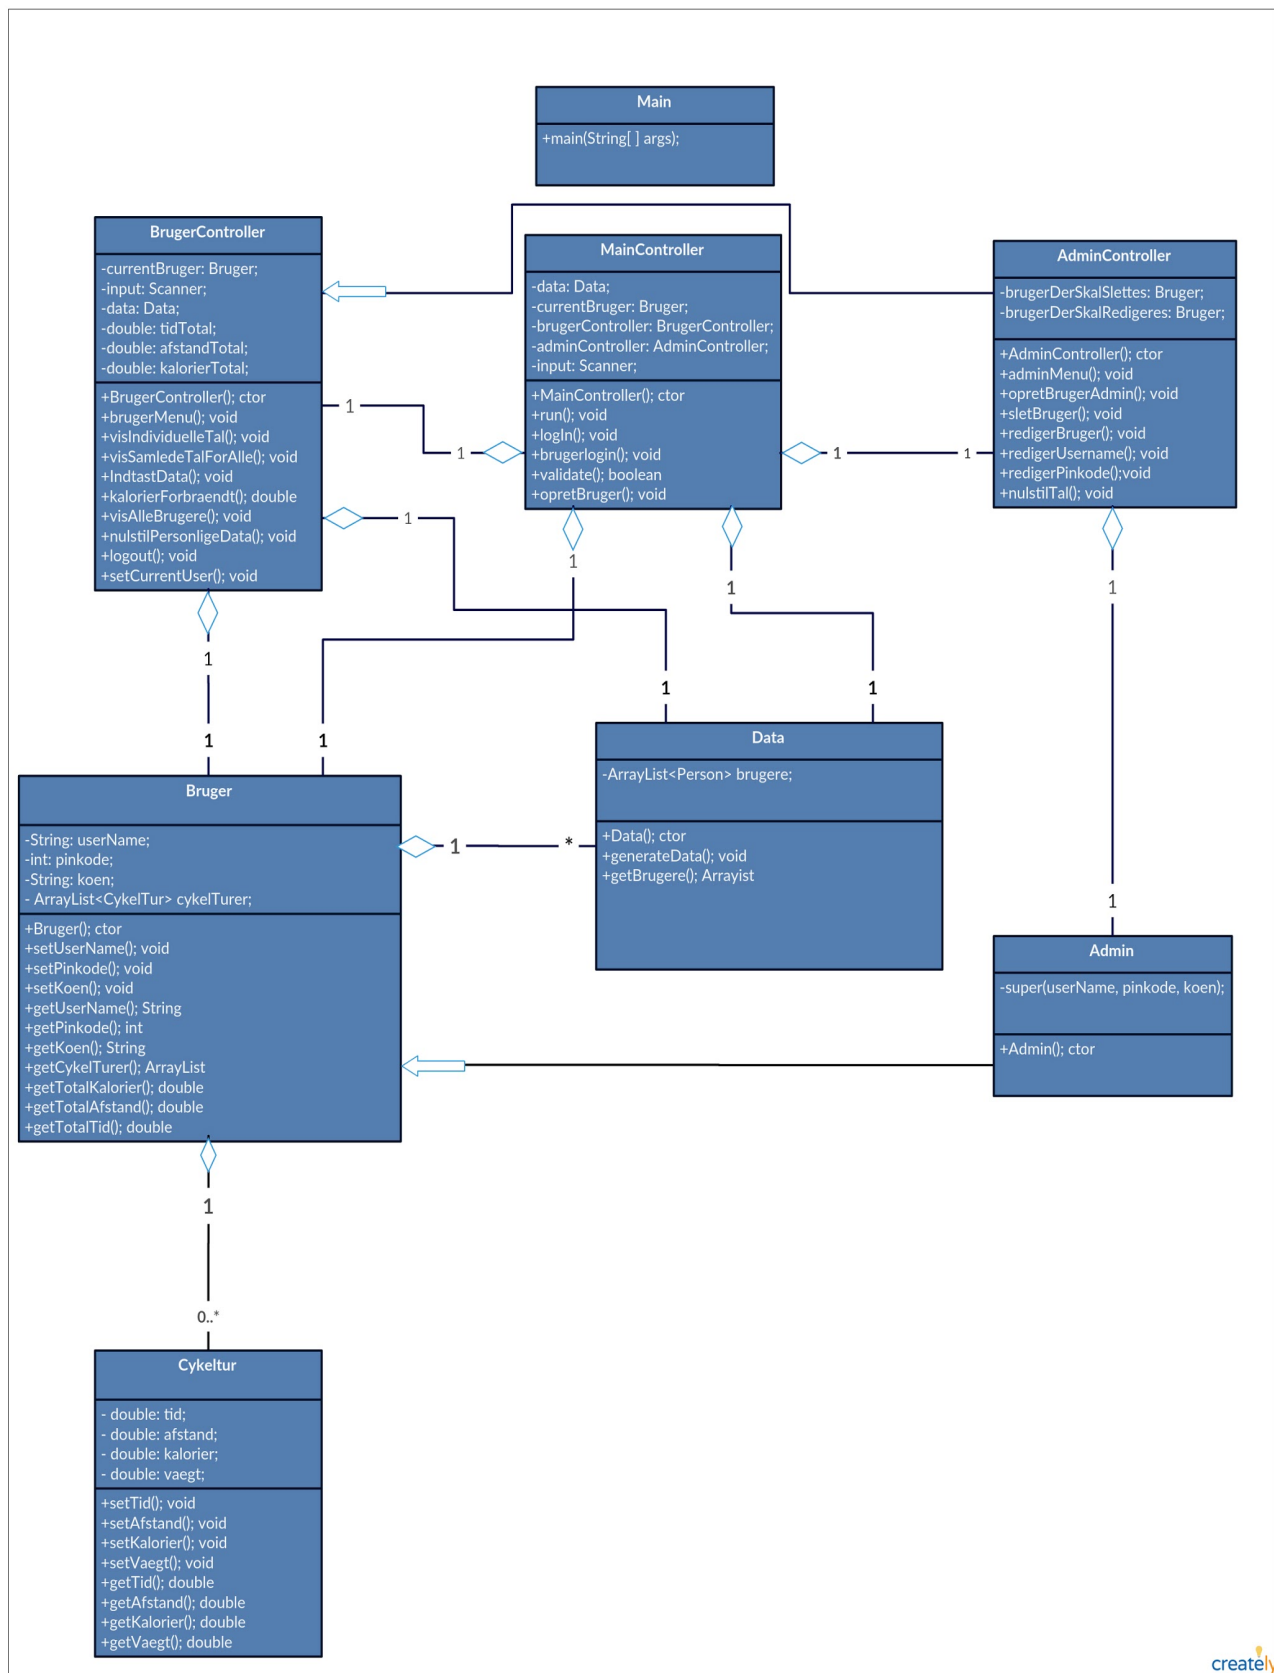 Main
+main(String[ ] args);
BrugerController
-currentBruger: Bruger;
-input: Scanner;
-data: Data;
-double: tidTotal;
-double: afstandTotal;
-double: kalorierTotal;
+BrugerController(); ctor
+brugerMenu(); void
+visIndividuelleTal(); void
+visSamledeTalForAlle(); void
+IndtastData(); void
+kalorierForbraendt(); double
+visAlleBrugere(); void
+nulstilPersonligeData(); void
+logout(); void
+setCurrentUser(); void
MainController
-data: Data;
-currentBruger: Bruger;
-brugerController: BrugerController;
-adminController: AdminController;
-input: Scanner;
+MainController(); ctor
+run(); void
+logIn(); void
+brugerlogin(); void
+validate(); boolean
+opretBruger(); void
AdminController
-brugerDerSkalSlettes: Bruger;
-brugerDerSkalRedigeres: Bruger;
+AdminController(); ctor
+adminMenu(); void
+opretBrugerAdmin(); void
+sletBruger(); void
+redigerBruger(); void
+redigerUsername(); void
+redigerPinkode();void
+nulstilTal(); void
1
1
1
1
1
1
1
1
1
1
1
1
1
1
Bruger
-String: userName;
-int: pinkode;
-String: koen;
- ArrayList<CykelTur> cykelTurer;
+Bruger(); ctor
+setUserName(); void
+setPinkode(); void
+setKoen(); void
+getUserName(); String
+getPinkode(); int
+getKoen(); String
+getCykelTurer(); ArrayList
+getTotalKalorier(); double
+getTotalAfstand(); double
+getTotalTid(); double
1
*
Data
-ArrayList<Person> brugere;
+Data(); ctor
+generateData(); void
+getBrugere(); Arrayist
Admin
-super(userName, pinkode, koen);
+Admin(); ctor
1
0..*
Cykeltur
- double: tid;
- double: afstand;
- double: kalorier;
- double: vaegt;
+setTid(); void
+setAfstand(); void
+setKalorier(); void
+setVaegt(); void
+getTid(); double
+getAfstand(); double
+getKalorier(); double
+getVaegt(); double
creately